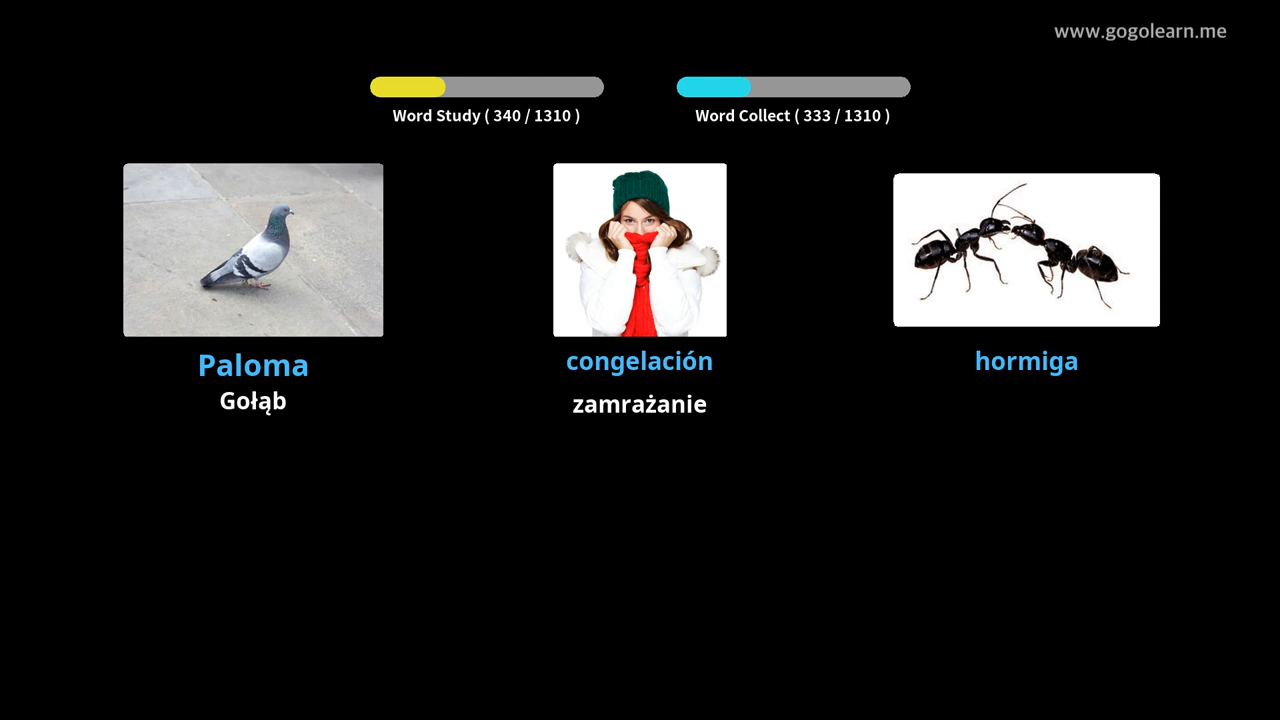 www.gogolearn.me
Word Study ( 340 / 1310 )
Word Collect ( 333 / 1310 )
Paloma
Gołąb
congelación
zamrażanie
hormiga